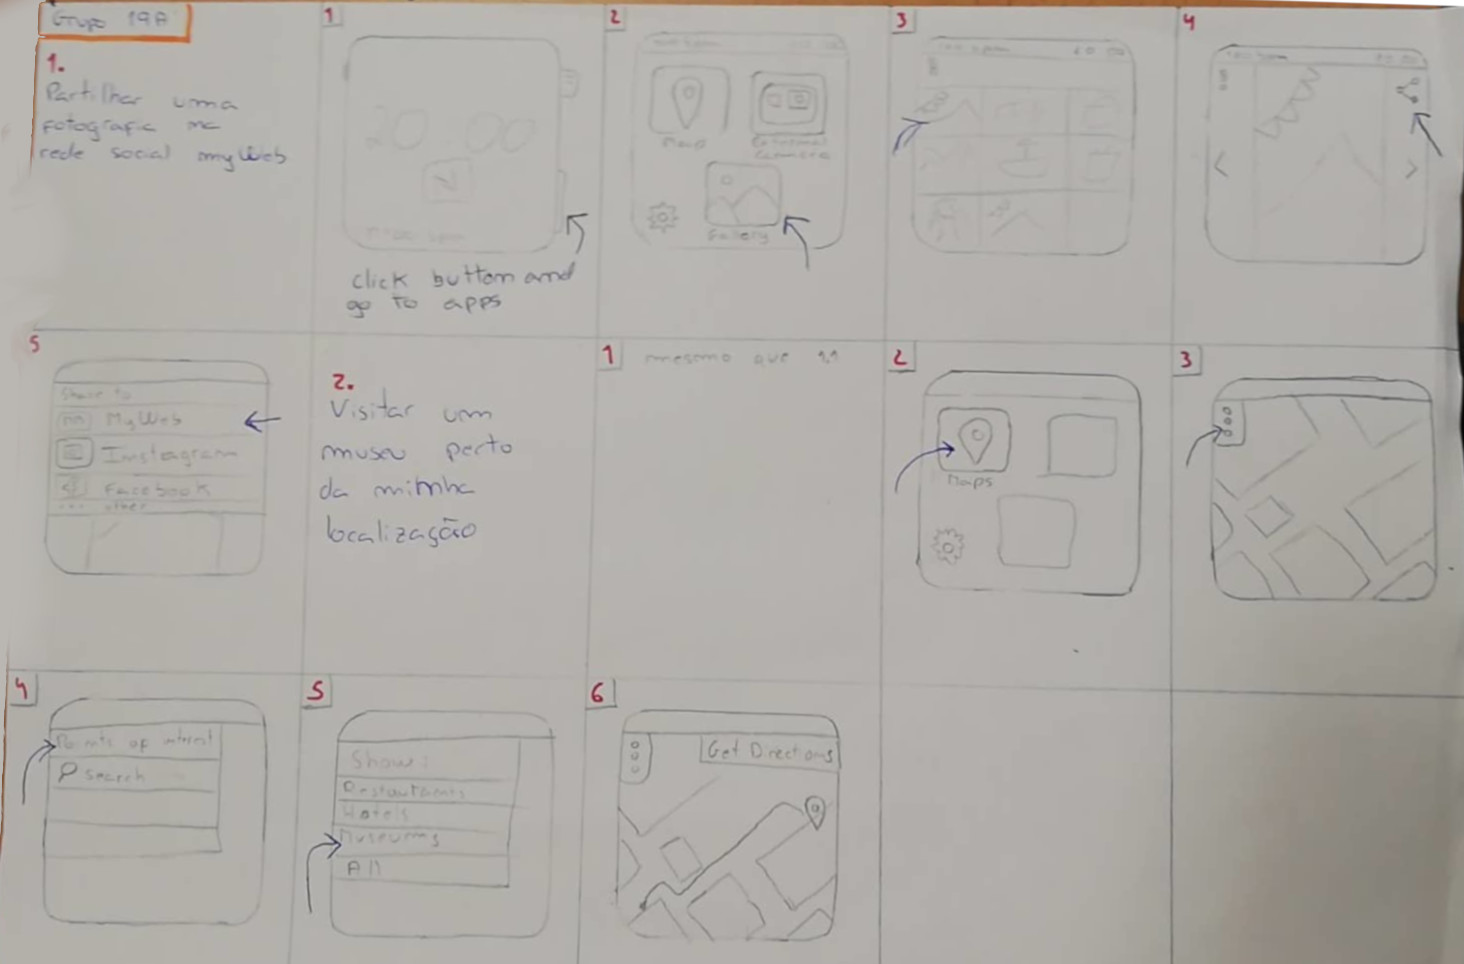 Grupo 19A
1.
Partilhar uma
fotografia na
rede social myWeb
1
20:00
click button and
go to apps
2
Map
External
Camera
Gallery
3
4
5
Share to
MyWeb
Instagram
Facebook
other
2.
Visitar um
museu perto
da minha
localização
1
mesmo que 1.1
2
Maps
3
4
Points of interest
search
5
Show:
Restaurants
Hotels
Museums
All
6
Get Directions